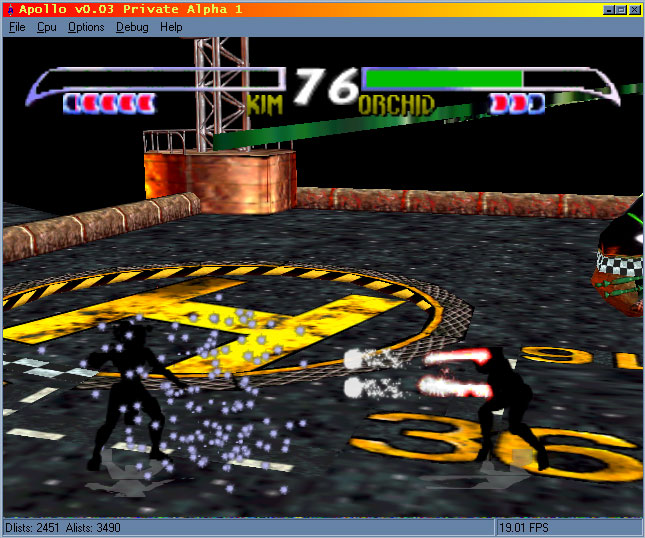 Apollo v0.03 Private Alpha 1
File Cpu Options Debug Help
76
KIM ORCHID
H
16
36
Dlists: 2451 Alists: 3490 19.01 FPS